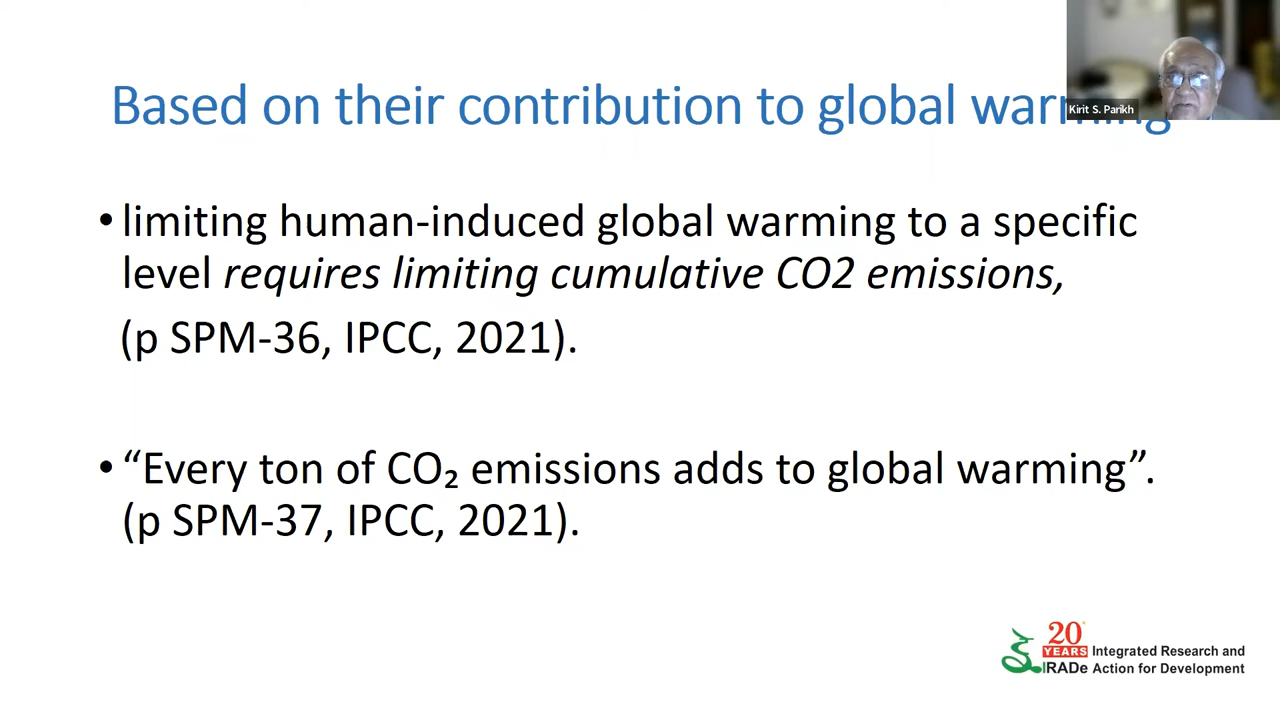 Based on their contribution to global warming
Kirit S. Parikh
•limiting human-induced global warming to a specific
level requires limiting cumulative CO2 emissions,
(p SPM-36, IPCC, 2021).
•“Every ton of CO₂ emissions adds to global warming”.
(p SPM-37, IPCC, 2021).
20
YEARS
IRADe
Integrated Research and
Action for Development